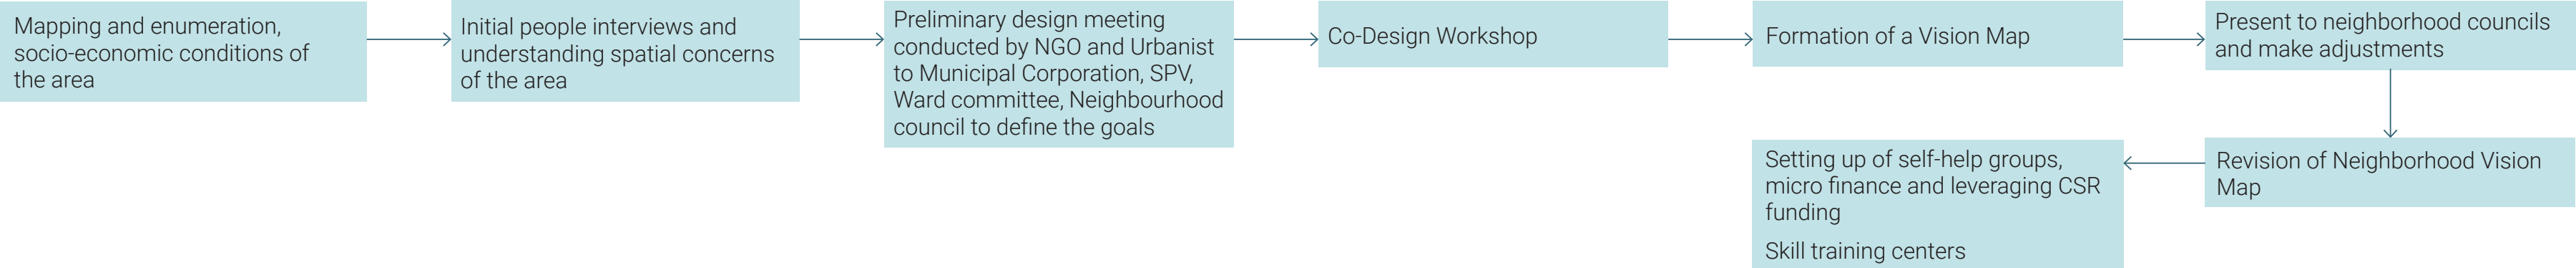 Mapping and enumeration,
socio-economic conditions of
the area
Initial people interviews and
understanding spatial concerns
of the area
Preliminary design meeting
conducted by NGO and Urbanist
to Municipal Corporation, SPV,
Ward committee, Neighbourhood
council to define the goals
Co-Design Workshop
Formation of a Vision Map
Present to neighborhood councils
and make adjustments
Revision of Neighborhood Vision
Map
Setting up of self-help groups,
micro finance and leveraging CSR
funding
Skill training centers